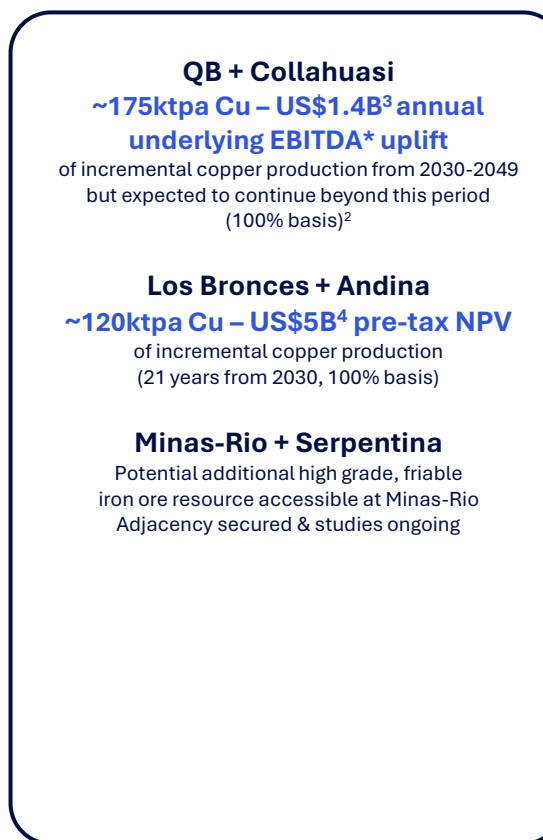 QB + Collahuasi
~175ktpa Cu – US$1.4B³ annual
underlying EBITDA* uplift
of incremental copper production from 2030-2049
but expected to continue beyond this period
(100% basis)²
Los Bronces + Andina
~120ktpa Cu – US$5B⁴ pre-tax NPV
of incremental copper production
(21 years from 2030, 100% basis)
Minas-Rio + Serpentina
Potential additional high grade, friable
iron ore resource accessible at Minas-Rio
Adjacency secured & studies ongoing